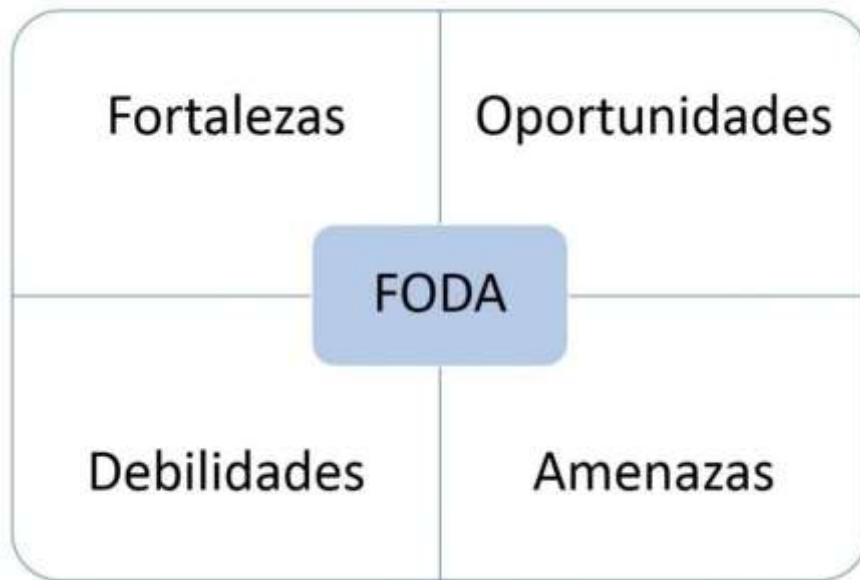 Fortalezas
Oportunidades
FODA
Debilidades
Amenazas